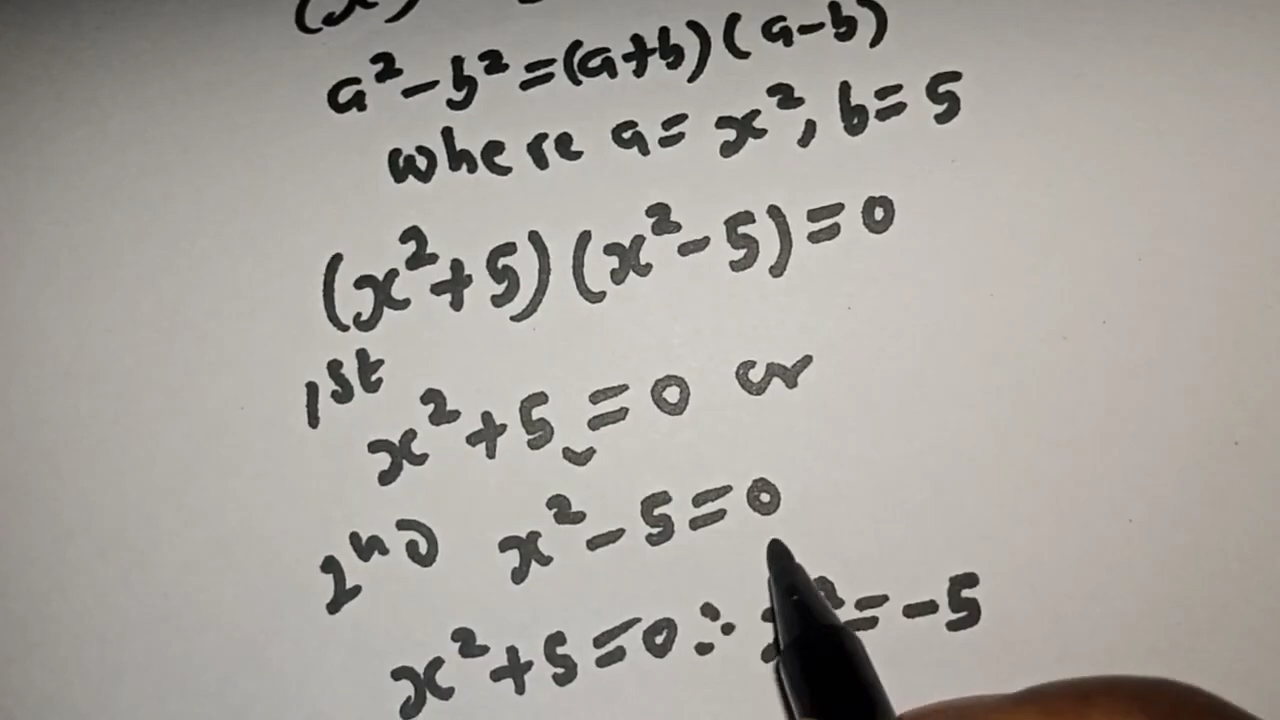 (x)
a² - b² = (a+b)(a-b)
where a = x², b = 5
(x²+5)(x²-5)=0
1st
x²+5=0 or
2nd x²-5=0
x²+5=0 ∴ = -5